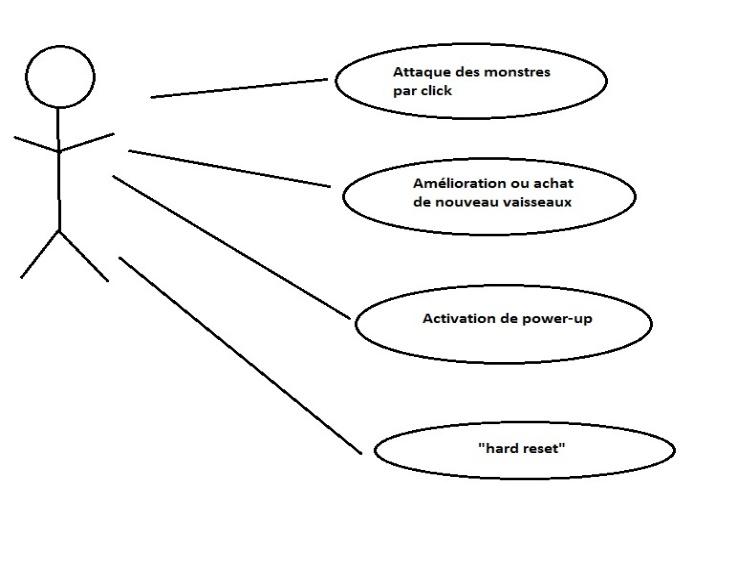 Attaque des monstres
par click
Amélioration ou achat
de nouveau vaisseaux
Activation de power-up
"hard reset"